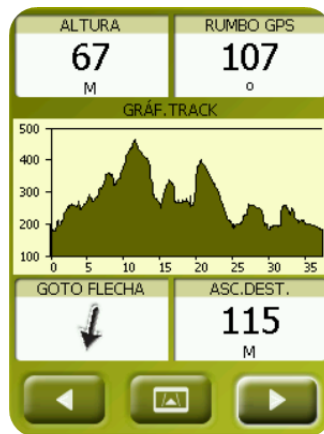 ALTURA
67
M
RUMBO GPS
107
º
GRÁF.TRACK
500
400
300
200
100
0 5 10 15 20 25 30 35
GOTO FLECHA
ASC.DEST.
115
M